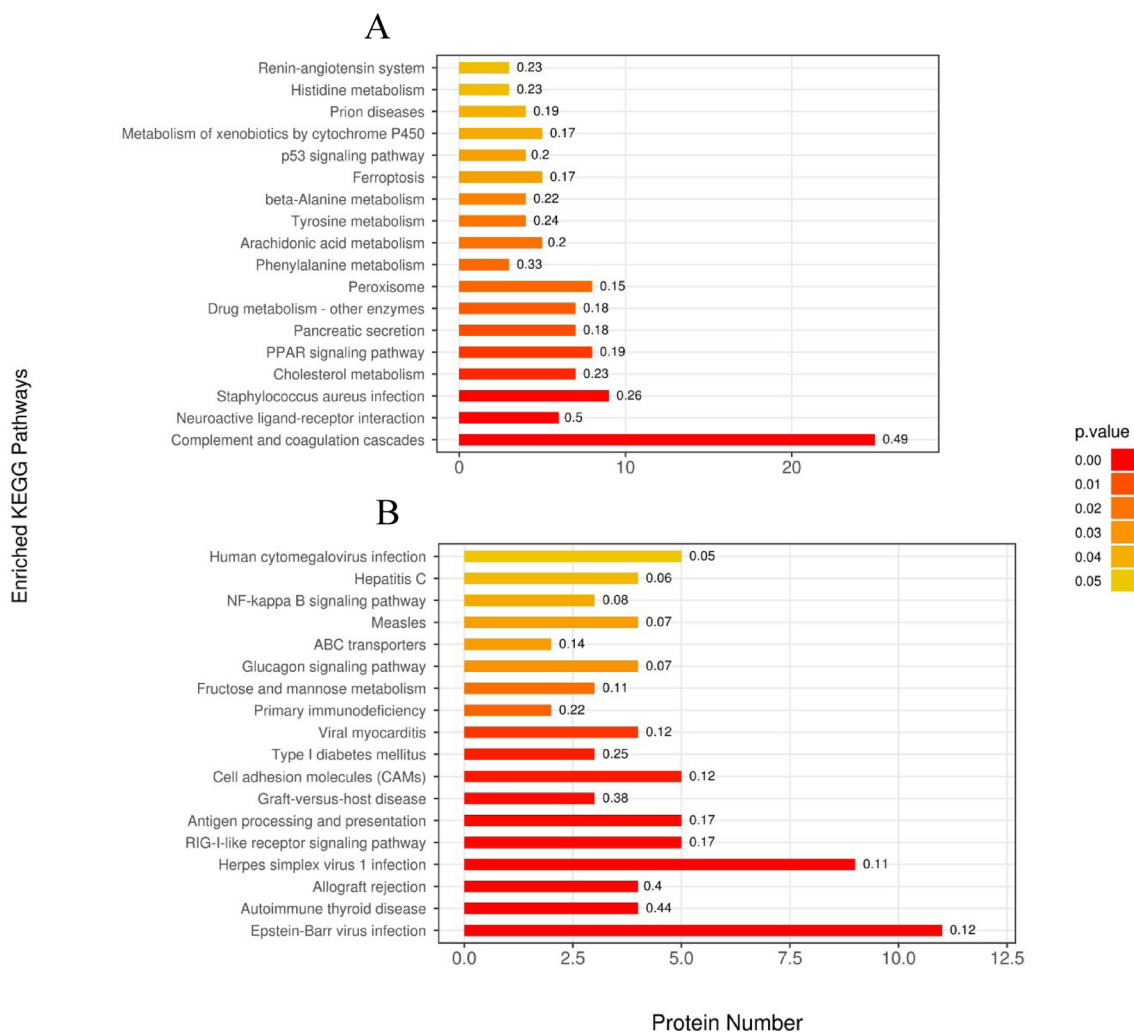 A
Renin-angiotensin system 0.23
Histidine metabolism 0.23
Prion diseases 0.19
Metabolism of xenobiotics by cytochrome P450 0.17
p53 signaling pathway 0.2
Ferroptosis 0.17
beta-Alanine metabolism 0.22
Tyrosine metabolism 0.24
Arachidonic acid metabolism 0.2
Phenylalanine metabolism 0.33
Peroxisome 0.15
Drug metabolism - other enzymes 0.18
Pancreatic secretion 0.18
PPAR signaling pathway 0.19
Cholesterol metabolism 0.23
Staphylococcus aureus infection 0.26
Neuroactive ligand-receptor interaction 0.5
Complement and coagulation cascades 0.49
0 10 20
Enriched KEGG Pathways
p.value
0.00
0.01
0.02
0.03
0.04
0.05
B
Human cytomegalovirus infection 0.05
Hepatitis C 0.06
NF-kappa B signaling pathway 0.08
Measles 0.07
ABC transporters 0.14
Glucagon signaling pathway 0.07
Fructose and mannose metabolism 0.11
Primary immunodeficiency 0.22
Viral myocarditis 0.12
Type I diabetes mellitus 0.25
Cell adhesion molecules (CAMs) 0.12
Graft-versus-host disease 0.38
Antigen processing and presentation 0.17
RIG-I-like receptor signaling pathway 0.17
Herpes simplex virus 1 infection 0.11
Allograft rejection 0.4
Autoimmune thyroid disease 0.44
Epstein-Barr virus infection 0.12
0.0 2.5 5.0 7.5 10.0 12.5
Protein Number